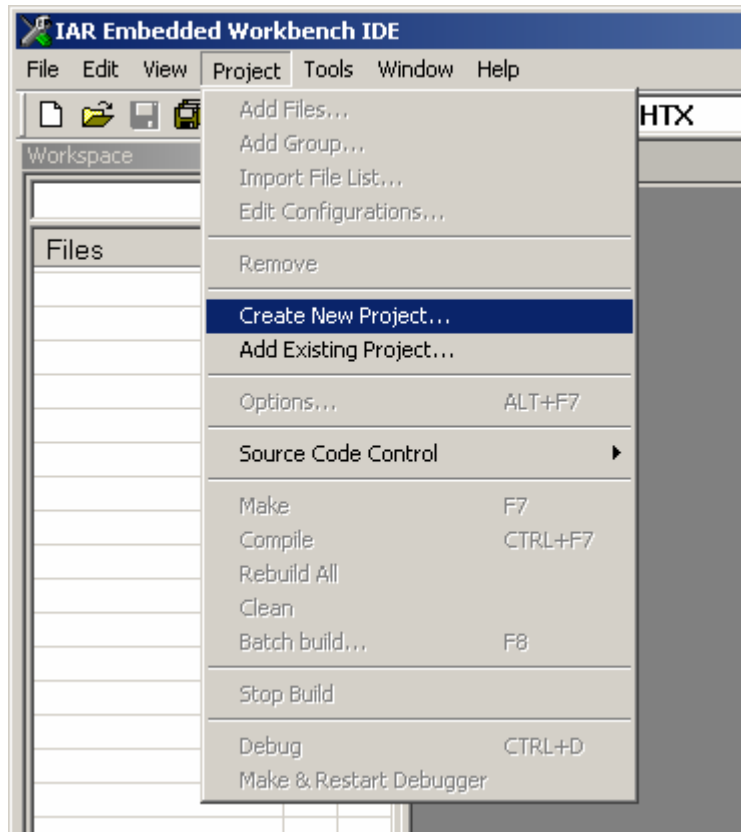 IAR Embedded Workbench IDE
File Edit View Project Tools Window Help
HTX
Workspace
Files
Add Files...
Add Group...
Import File List...
Edit Configurations...
Remove
Create New Project...
Add Existing Project...
Options... ALT+F7
Source Code Control
Make F7
Compile CTRL+F7
Rebuild All
Clean
Batch build... F8
Stop Build
Debug CTRL+D
Make & Restart Debugger